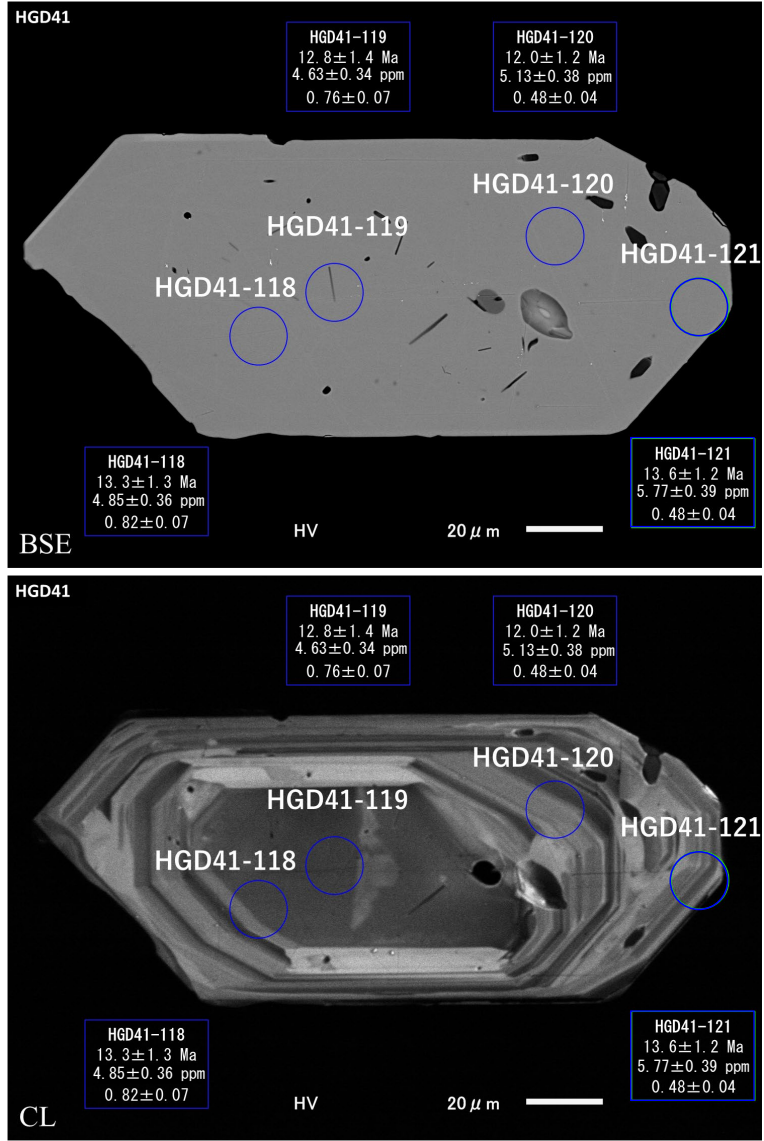 HGD41
HGD41-119
12.8±1.4 Ma
4.63±0.34 ppm
0.76±0.07
HGD41-120
12.0±1.2 Ma
5.13±0.38 ppm
0.48±0.04
HGD41-120
HGD41-119
HGD41-121
HGD41-118
HGD41-118
13.3±1.3 Ma
4.85±0.36 ppm
0.82±0.07
HGD41-121
13.6±1.2 Ma
5.77±0.39 ppm
0.48±0.04
BSE
HV
20μm
HGD41
HGD41-119
12.8±1.4 Ma
4.63±0.34 ppm
0.76±0.07
HGD41-120
12.0±1.2 Ma
5.13±0.38 ppm
0.48±0.04
HGD41-120
HGD41-119
HGD41-121
HGD41-118
HGD41-118
13.3±1.3 Ma
4.85±0.36 ppm
0.82±0.07
HGD41-121
13.6±1.2 Ma
5.77±0.39 ppm
0.48±0.04
CL
HV
20μm